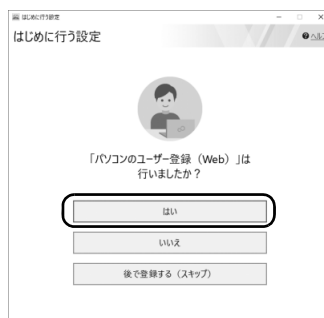 はじめに行う設定
はじめに行う設定
ヘルプ
「パソコンのユーザー登録（Web）」は
行いましたか？
はい
いいえ
後で登録する（スキップ）